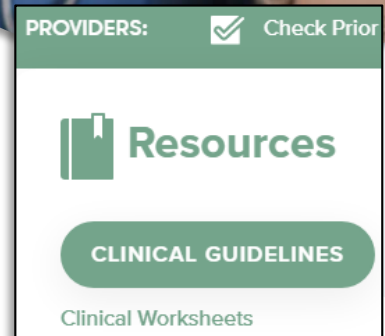 PROVIDERS: Check Prior
Resources
CLINICAL GUIDELINES
Clinical Worksheets